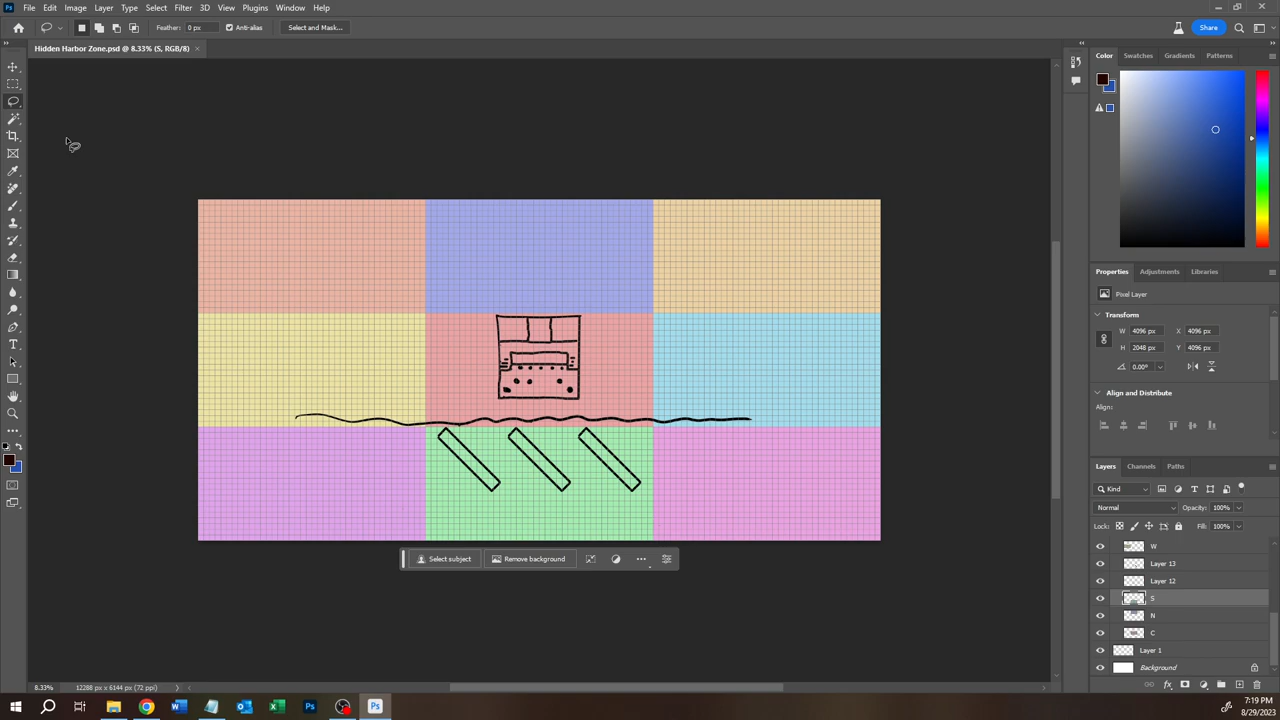 File Edit Image Layer Type Select Filter 3D View Plugins Window Help
Feather: 0 px Anti-alias Select and Mask... Share
Hidden Harbor Zone.psd @ 8.33% (S, RGB/8) ×
Color Swatches Gradients Patterns
Properties Adjustments Libraries
Pixel Layer
Transform
W 4096 px X 4096 px
H 2048 px Y 4096 px
0.00°
Align and Distribute
Align:
Layers Channels Paths
Kind
Normal Opacity: 100%
Lock: Fill: 100%
W
Layer 13
Layer 12
S
N
C
Layer 1
Background
Select subject Remove background ...
8.33% 12288 px x 6144 px (72 ppi)
7:19 PM
8/29/2023